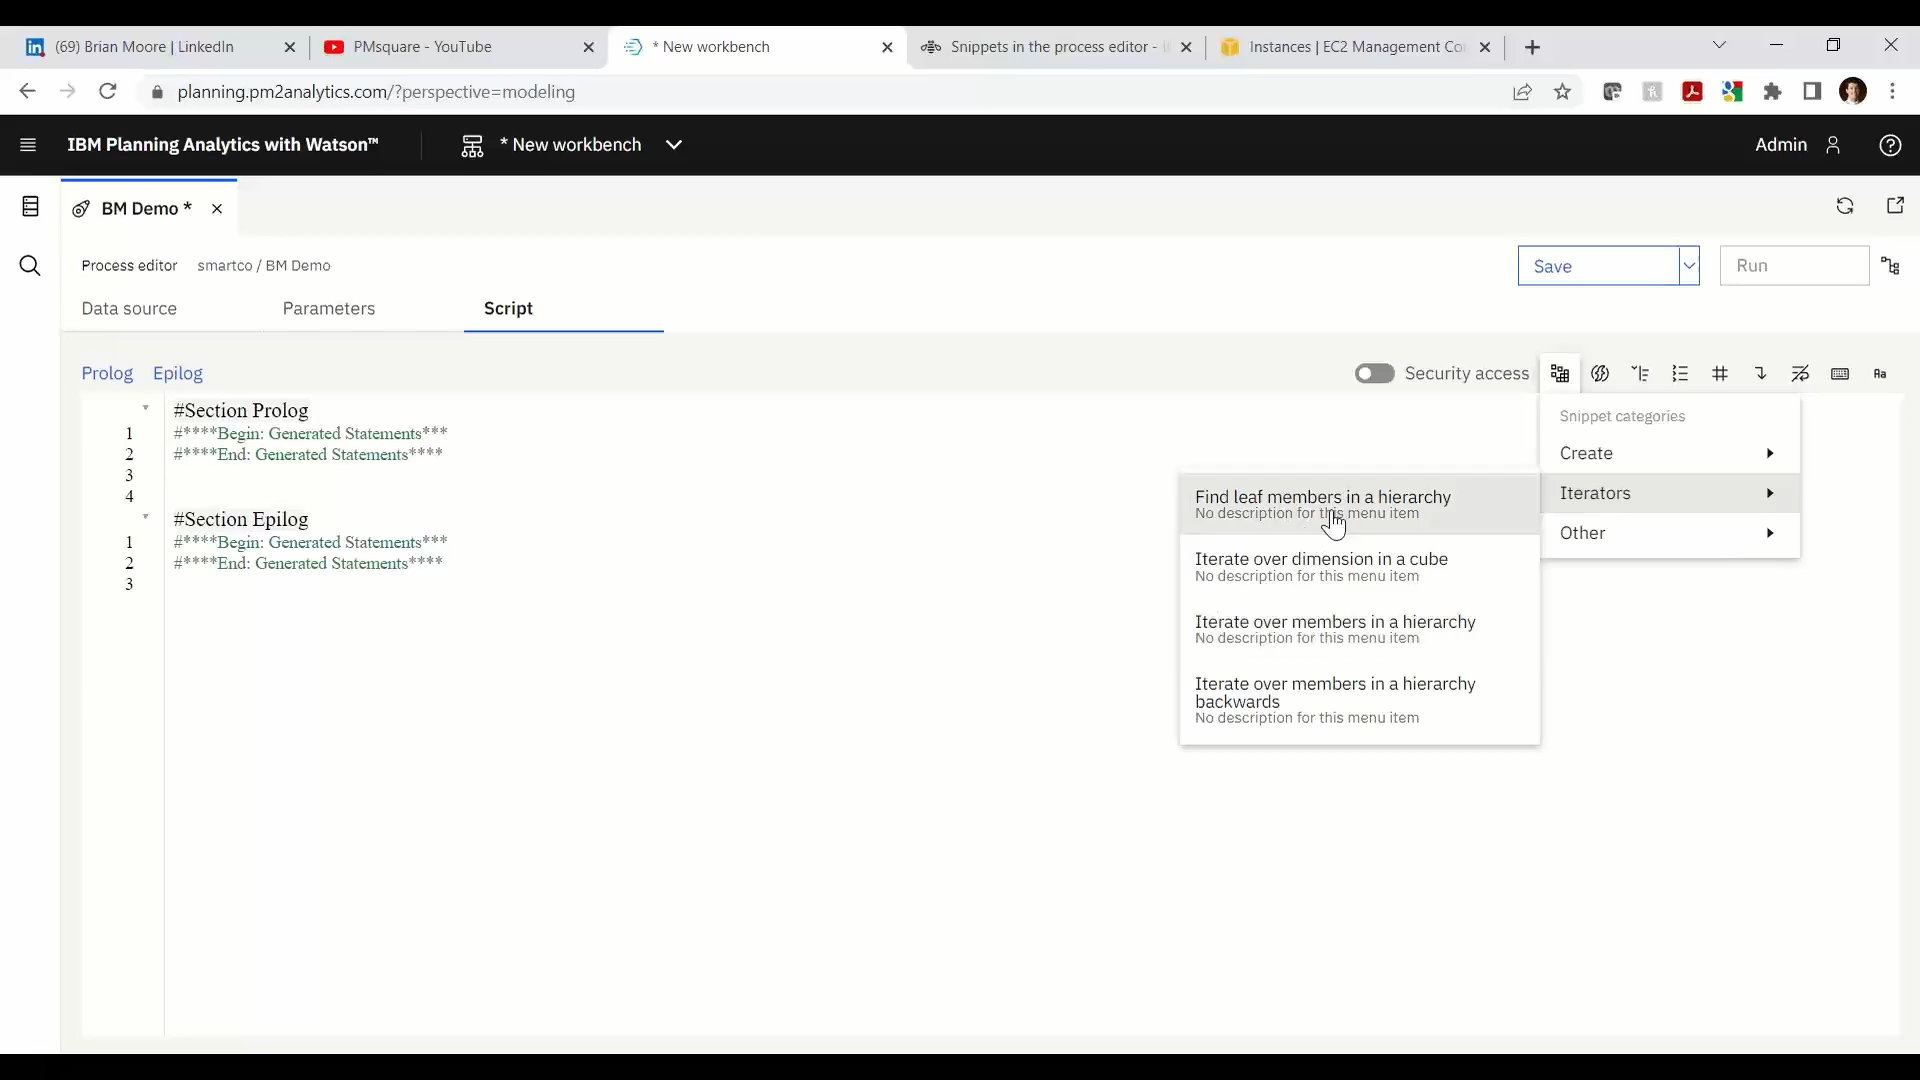 (69) Brian Moore | LinkedIn
PMsquare - YouTube
* New workbench
Snippets in the process editor -
Instances | EC2 Management Co
planning.pm2analytics.com/?perspective=modeling
IBM Planning Analytics with Watson™
* New workbench
Admin
BM Demo *
Process editor
smartco / BM Demo
Save
Run
Data source
Parameters
Script
Prolog
Epilog
Security access
Aa
#Section Prolog
1 #****Begin: Generated Statements***
2 #****End: Generated Statements****
3
4
#Section Epilog
1 #****Begin: Generated Statements***
2 #****End: Generated Statements****
3
Snippet categories
Create
Iterators
Other
Find leaf members in a hierarchy
No description for this menu item
Iterate over dimension in a cube
No description for this menu item
Iterate over members in a hierarchy
No description for this menu item
Iterate over members in a hierarchy
backwards
No description for this menu item